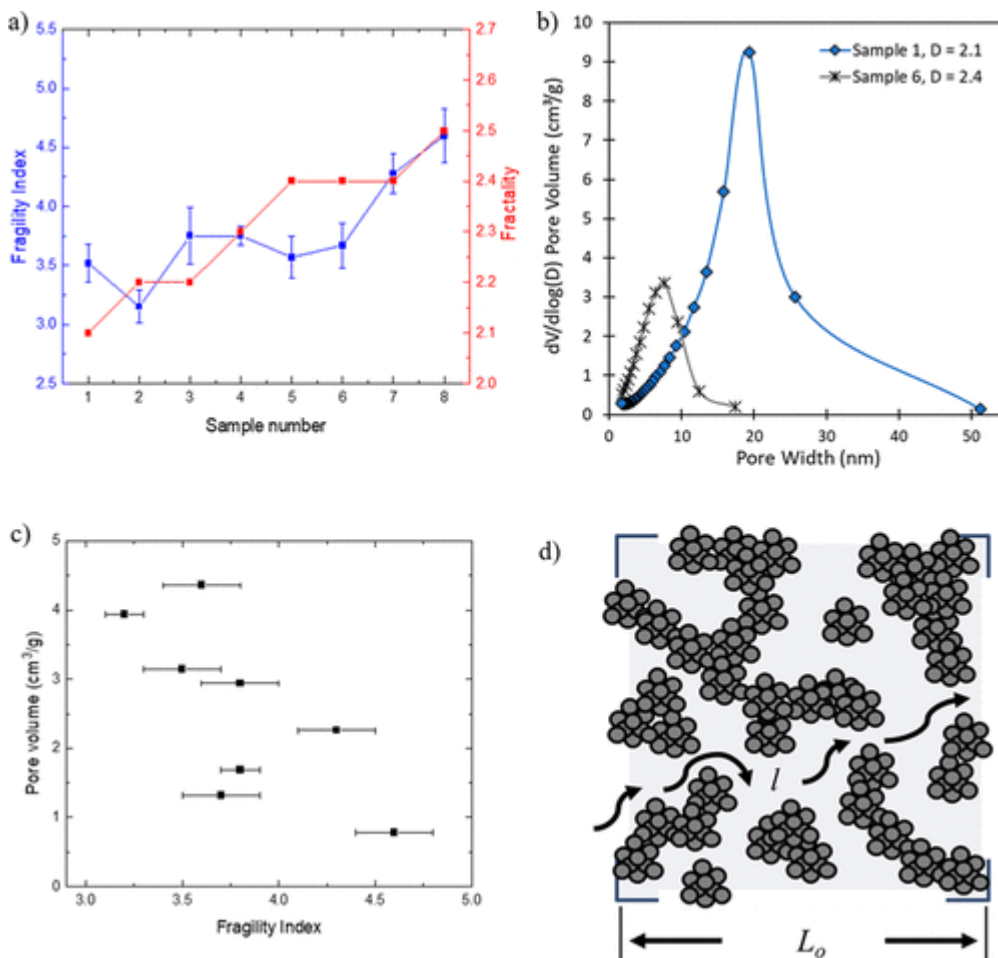 a)
5.5
5.0
4.5
4.0
3.5
3.0
2.5
Fragility Index
2.7
2.6
2.5
2.4
2.3
2.2
2.1
2.0
Fractality
1 2 3 4 5 6 7 8
Sample number
b)
10
9
8
7
6
5
4
3
2
1
0
dV/dlog(D) Pore Volume (cm³/g)
Sample 1, D = 2.1
Sample 6, D = 2.4
0 10 20 30 40 50
Pore Width (nm)
c)
5
4
3
2
1
0
Pore volume (cm³/g)
3.0 3.5 4.0 4.5 5.0
Fragility Index
d)
l
Lₒ